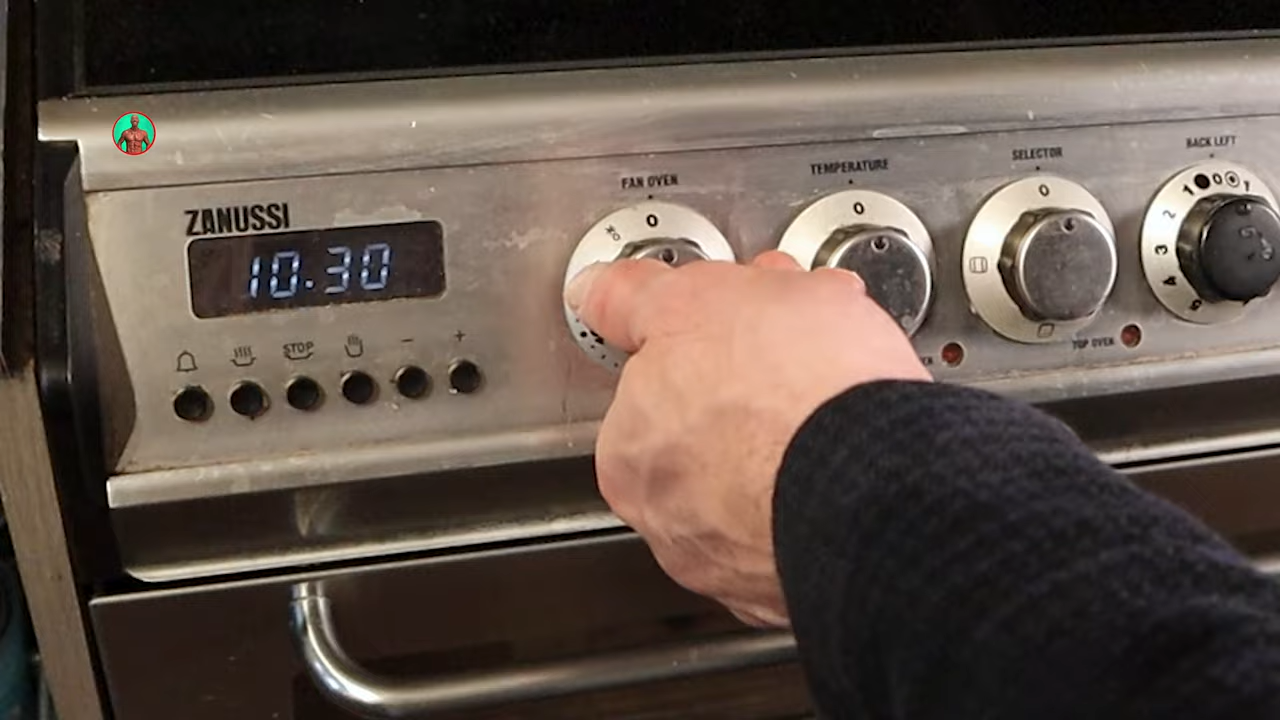 ZANUSSI
10.30
STOP
- +
FAN OVEN
0
TEMPERATURE
0
SELECTOR
0
BACK LEFT
1 0
2
3
4
5
TOP OVEN